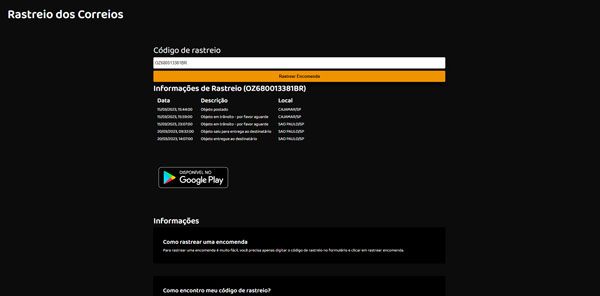 Rastreio dos Correios
Código de rastreio
OZ680013381BR
Rastrear Encomenda
Informações de Rastreio (OZ680013381BR)
Data Descrição Local
15/03/2023, 15:44:00 Objeto postado CAJAMAR/SP
15/03/2023, 15:59:00 Objeto em trânsito - por favor aguarde CAJAMAR/SP
15/03/2023, 23:07:00 Objeto em trânsito - por favor aguarde SAO PAULO/SP
20/03/2023, 09:32:00 Objeto saiu para entrega ao destinatário SAO PAULO/SP
20/03/2023, 14:07:00 Objeto entregue ao destinatário SAO PAULO/SP
DISPONÍVEL NO
Google Play
Informações
Como rastrear uma encomenda
Para rastrear uma encomenda é muito fácil, você precisa apenas digitar o código de rastreio no formulário e clicar em rastrear encomenda.
Como encontro meu código de rastreio?